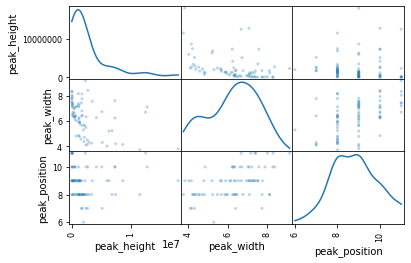 peak_height
10000000
0
peak_width
8
6
4
peak_position
10
8
6
0
1
1e7
peak_height
4
6
8
peak_width
6
8
10
peak_position